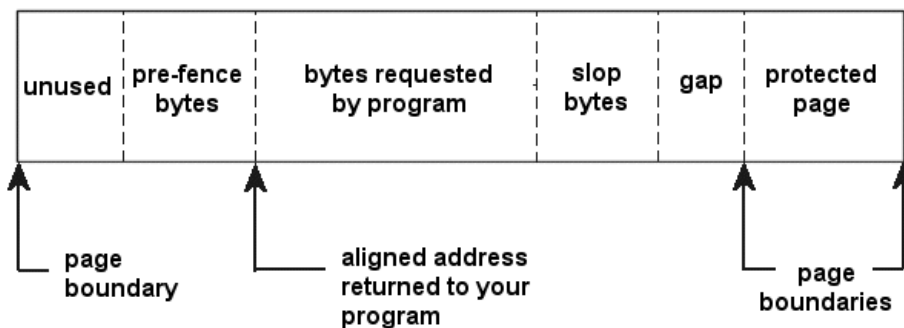 unused
pre-fence
bytes
bytes requested
by program
slop
bytes
gap
protected
page
page
boundary
aligned address
returned to your
program
page
boundaries